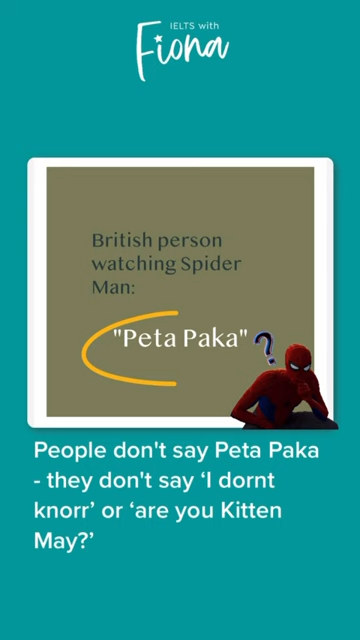 IELTS with
Fiona
British person
watching Spider
Man:
"Peta Paka"
?
People don't say Peta Paka
- they don't say ‘I dornt
knorr’ or ‘are you Kitten
May?’